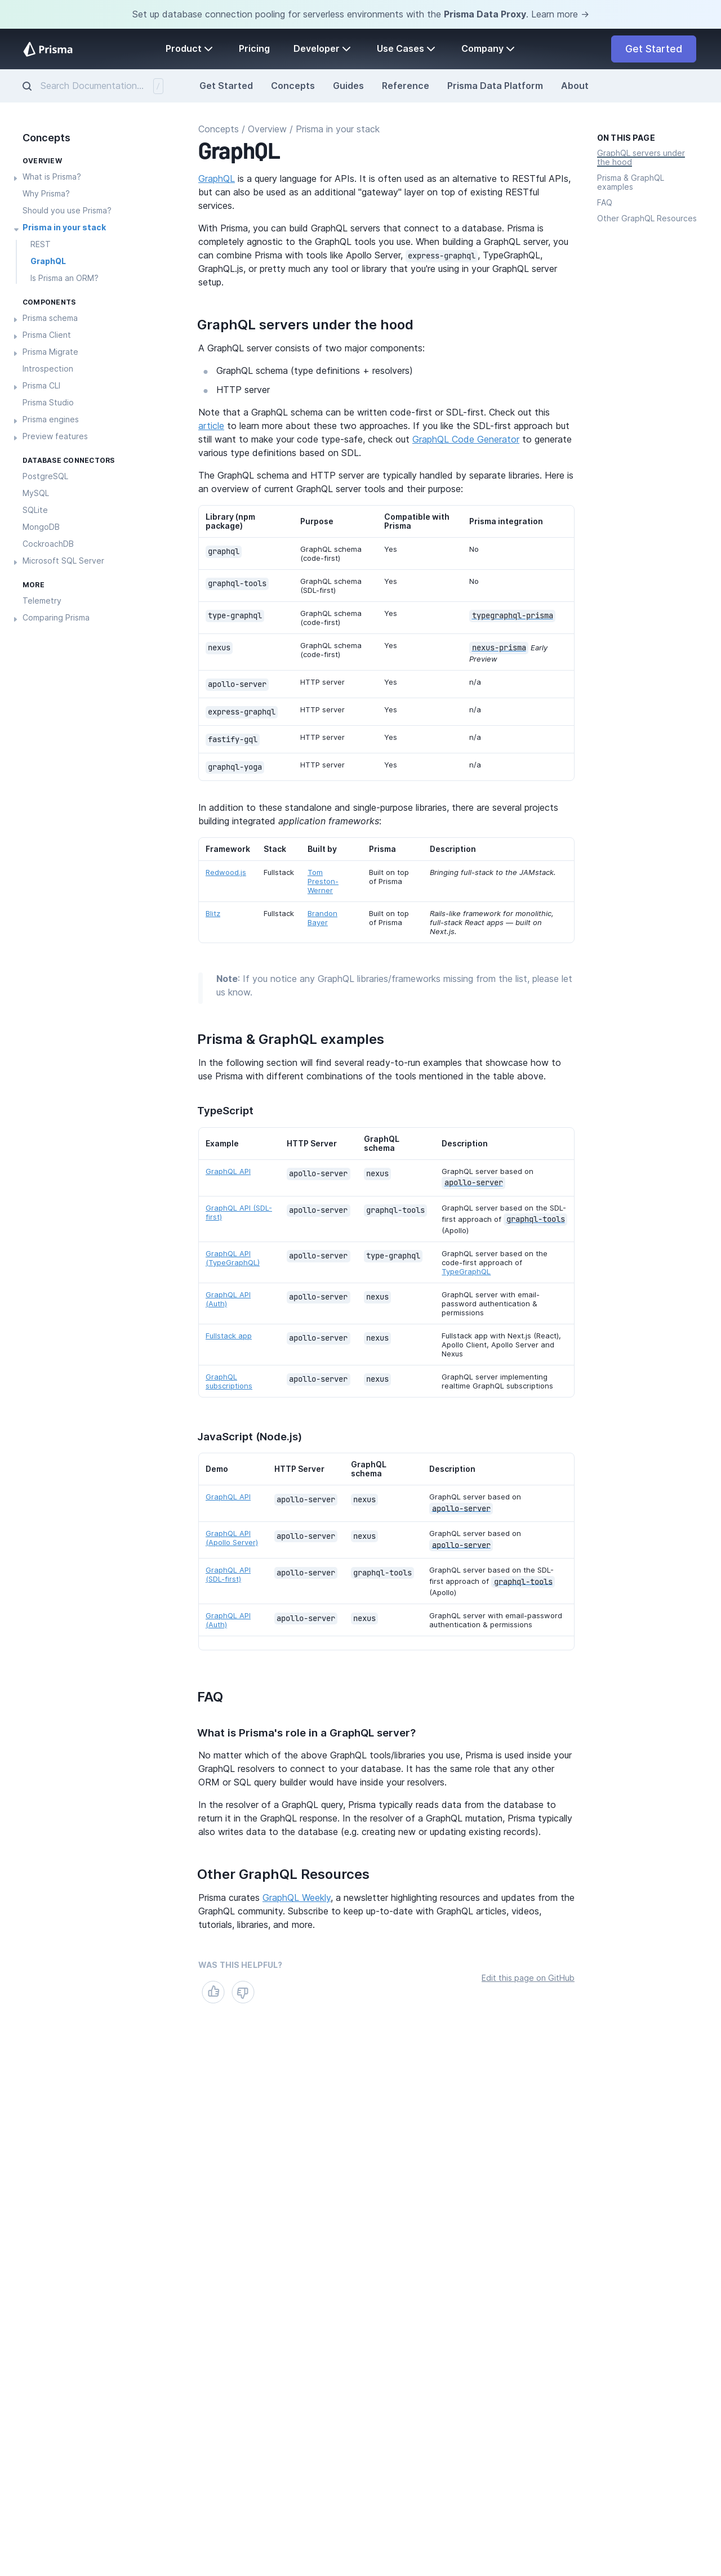 Set up database connection pooling for serverless environments with the Prisma Data Proxy. Learn more →
Prisma
Product
Pricing
Developer
Use Cases
Company
Get Started
Search Documentation...
/
Get Started
Concepts
Guides
Reference
Prisma Data Platform
About
Concepts
OVERVIEW
What is Prisma?
Why Prisma?
Should you use Prisma?
Prisma in your stack
REST
GraphQL
Is Prisma an ORM?
COMPONENTS
Prisma schema
Prisma Client
Prisma Migrate
Introspection
Prisma CLI
Prisma Studio
Prisma engines
Preview features
DATABASE CONNECTORS
PostgreSQL
MySQL
SQLite
MongoDB
CockroachDB
Microsoft SQL Server
MORE
Telemetry
Comparing Prisma
Concepts / Overview / Prisma in your stack
GraphQL
GraphQL is a query language for APIs. It is often used as an alternative to RESTful APIs,
but can also be used as an additional "gateway" layer on top of existing RESTful
services.
With Prisma, you can build GraphQL servers that connect to a database. Prisma is
completely agnostic to the GraphQL tools you use. When building a GraphQL server, you
can combine Prisma with tools like Apollo Server, express-graphql, TypeGraphQL,
GraphQL.js, or pretty much any tool or library that you're using in your GraphQL server
setup.
GraphQL servers under the hood
A GraphQL server consists of two major components:
GraphQL schema (type definitions + resolvers)
HTTP server
Note that a GraphQL schema can be written code-first or SDL-first. Check out this
article to learn more about these two approaches. If you like the SDL-first approach but
still want to make your code type-safe, check out GraphQL Code Generator to generate
various type definitions based on SDL.
The GraphQL schema and HTTP server are typically handled by separate libraries. Here is
an overview of current GraphQL server tools and their purpose:
Library (npm package) Purpose Compatible with Prisma Prisma integration
graphql GraphQL schema (code-first) Yes No
graphql-tools GraphQL schema (SDL-first) Yes No
type-graphql GraphQL schema (code-first) Yes typegraphql-prisma
nexus GraphQL schema (code-first) Yes nexus-prisma Early Preview
apollo-server HTTP server Yes n/a
express-graphql HTTP server Yes n/a
fastify-gql HTTP server Yes n/a
graphql-yoga HTTP server Yes n/a
In addition to these standalone and single-purpose libraries, there are several projects
building integrated application frameworks:
Framework Stack Built by Prisma Description
Redwood.js Fullstack Tom Preston-Werner Built on top of Prisma Bringing full-stack to the JAMstack.
Blitz Fullstack Brandon Bayer Built on top of Prisma Rails-like framework for monolithic, full-stack React apps — built on Next.js.
Note: If you notice any GraphQL libraries/frameworks missing from the list, please let
us know.
Prisma & GraphQL examples
In the following section will find several ready-to-run examples that showcase how to
use Prisma with different combinations of the tools mentioned in the table above.
TypeScript
Example HTTP Server GraphQL schema Description
GraphQL API apollo-server nexus GraphQL server based on apollo-server
GraphQL API (SDL-first) apollo-server graphql-tools GraphQL server based on the SDL-first approach of graphql-tools (Apollo)
GraphQL API (TypeGraphQL) apollo-server type-graphql GraphQL server based on the code-first approach of TypeGraphQL
GraphQL API (Auth) apollo-server nexus GraphQL server with email-password authentication & permissions
Fullstack app apollo-server nexus Fullstack app with Next.js (React), Apollo Client, Apollo Server and Nexus
GraphQL subscriptions apollo-server nexus GraphQL server implementing realtime GraphQL subscriptions
JavaScript (Node.js)
Demo HTTP Server GraphQL schema Description
GraphQL API apollo-server nexus GraphQL server based on apollo-server
GraphQL API (Apollo Server) apollo-server nexus GraphQL server based on apollo-server
GraphQL API (SDL-first) apollo-server graphql-tools GraphQL server based on the SDL-first approach of graphql-tools (Apollo)
GraphQL API (Auth) apollo-server nexus GraphQL server with email-password authentication & permissions
FAQ
What is Prisma's role in a GraphQL server?
No matter which of the above GraphQL tools/libraries you use, Prisma is used inside your
GraphQL resolvers to connect to your database. It has the same role that any other
ORM or SQL query builder would have inside your resolvers.
In the resolver of a GraphQL query, Prisma typically reads data from the database to
return it in the GraphQL response. In the resolver of a GraphQL mutation, Prisma typically
also writes data to the database (e.g. creating new or updating existing records).
Other GraphQL Resources
Prisma curates GraphQL Weekly, a newsletter highlighting resources and updates from the
GraphQL community. Subscribe to keep up-to-date with GraphQL articles, videos,
tutorials, libraries, and more.
WAS THIS HELPFUL?
Edit this page on GitHub
ON THIS PAGE
GraphQL servers under
the hood
Prisma & GraphQL
examples
FAQ
Other GraphQL Resources